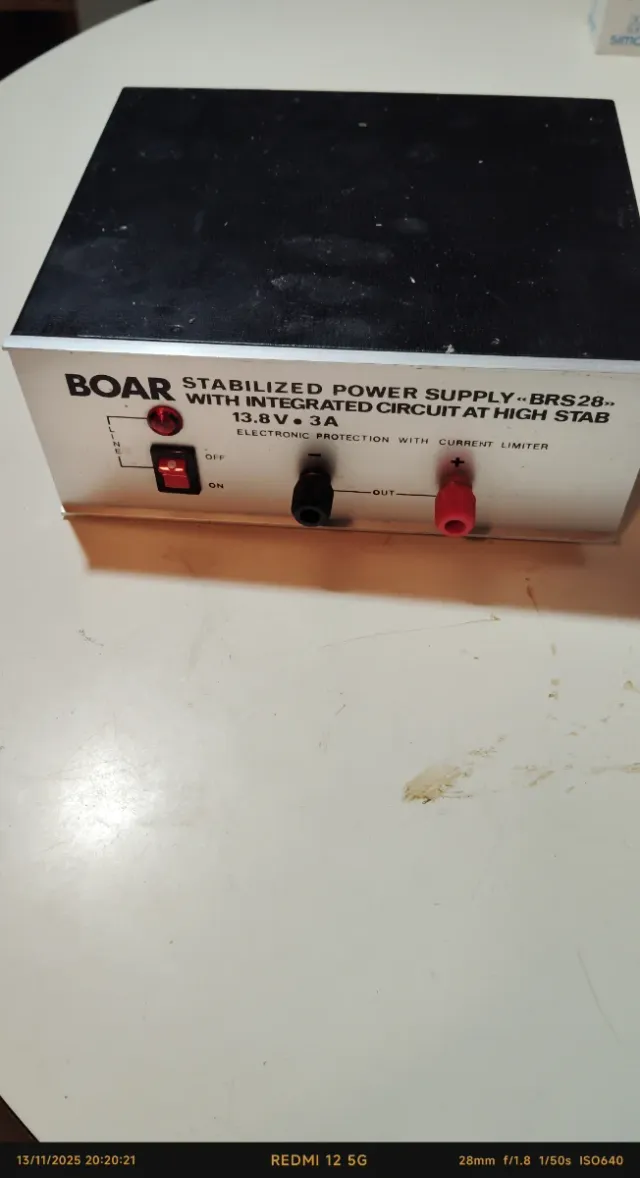 BOAR STABILIZED POWER SUPPLY «BRS28»
WITH INTEGRATED CIRCUIT AT HIGH STAB
13.8V • 3A
ELECTRONIC PROTECTION WITH CURRENT LIMITER
LINE
OFF
ON
- +
OUT
13/11/2025 20:20:21 REDMI 12 5G 28mm f/1.8 1/50s ISO640